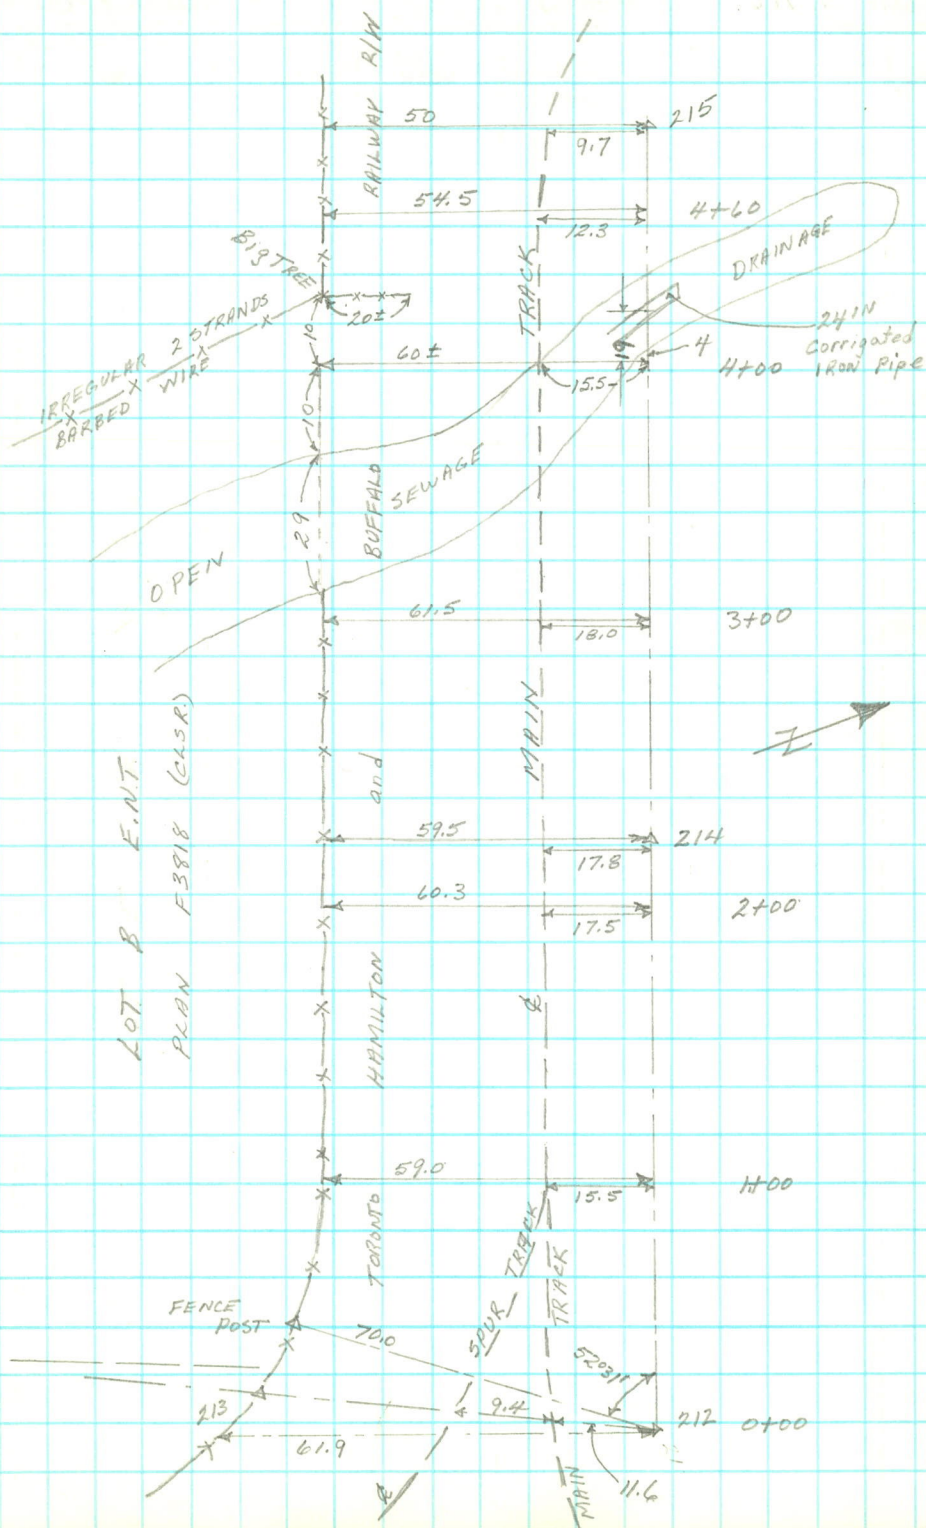 RAILWAY R/W
50
215
9.7
54.5
4+60
12.3
BIG TREE
DRAINAGE
TRACK
20±
10
19
24 IN
Corrigated
IRON Pipe
IRREGULAR 2 STRANDS
BARBED WIRE
60±
4
4+00
15.5
10
29
BUFFALO
SEWAGE
OPEN
61.5
3+00
18.0
LOT B E.N.T.
PLAN F3818 (CLSR.)
and
MAIN
N
59.5
214
17.8
60.3
2+00
17.5
HAMILTON
℄
59.0
1+00
15.5
TORONTO
SPUR TRACK
TRACK
FENCE
POST
70.0
213
9.4
212
0+00
61.9
11.6
℄
MAIN